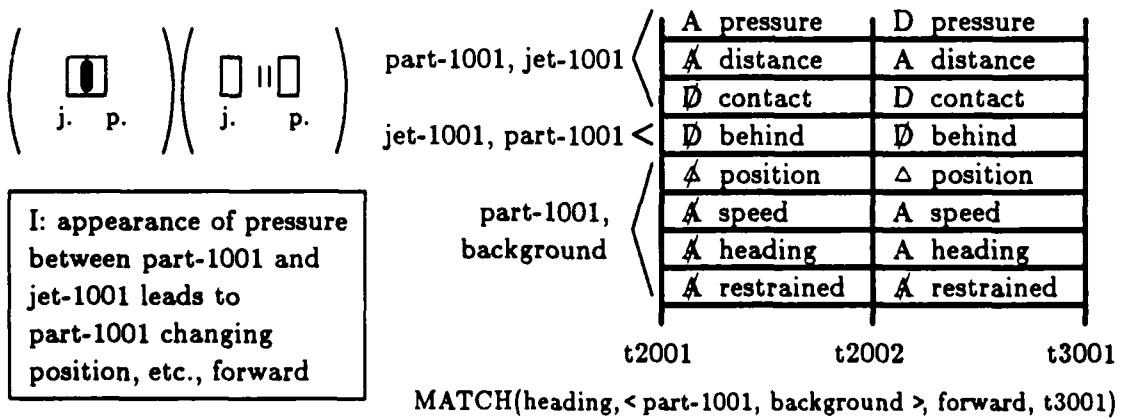 j. p.
j. p.
I: appearance of pressure
between part-1001 and
jet-1001 leads to
part-1001 changing
position, etc., forward
part-1001, jet-1001
A pressure D pressure
A̸ distance A distance
D̸ contact D contact
jet-1001, part-1001
D̸ behind D̸ behind
part-1001,
background
△̸ position △ position
A̸ speed A speed
A̸ heading A heading
A̸ restrained A̸ restrained
t2001 t2002 t3001
MATCH(heading,< part-1001, background >, forward, t3001)